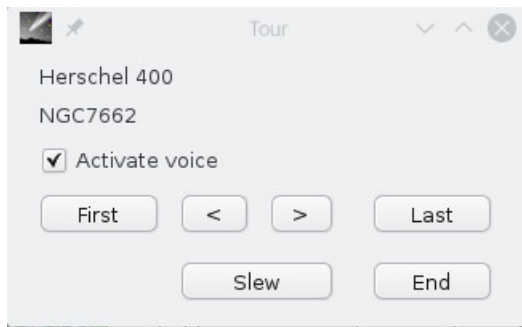 Tour
Herschel 400
NGC7662
Activate voice
First < > Last
Slew End